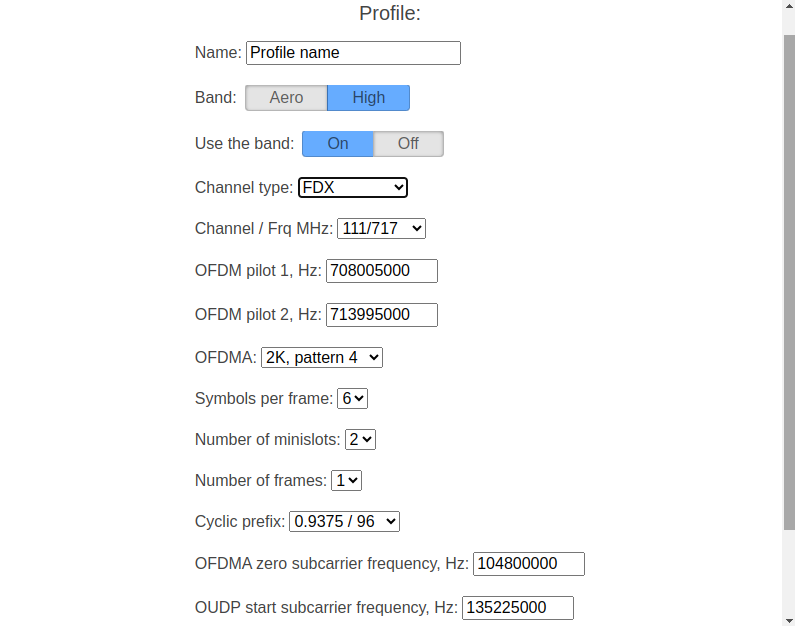 Profile:
Name: Profile name
Band: Aero High
Use the band: On Off
Channel type: FDX
Channel / Frq MHz: 111/717
OFDM pilot 1, Hz: 708005000
OFDM pilot 2, Hz: 713995000
OFDMA: 2K, pattern 4
Symbols per frame: 6
Number of minislots: 2
Number of frames: 1
Cyclic prefix: 0.9375 / 96
OFDMA zero subcarrier frequency, Hz: 104800000
OUDP start subcarrier frequency, Hz: 135225000